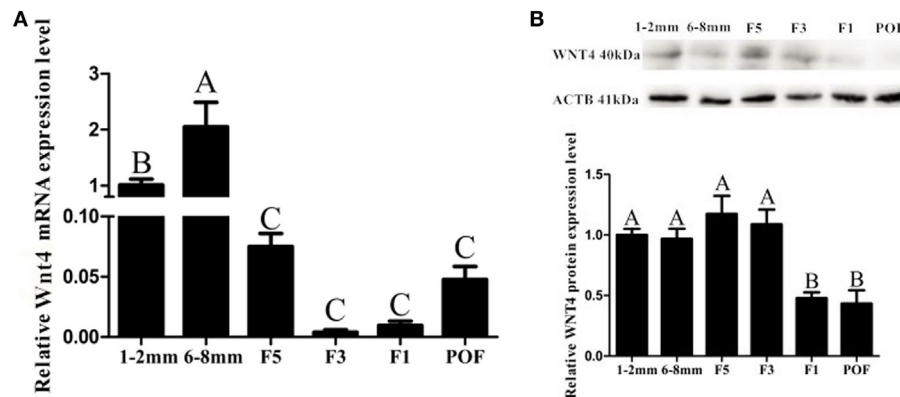 A
Relative Wnt4 mRNA expression level
3
2
1
0.10
0.05
0.00
B
A
C
C
C
C
1-2mm 6-8mm F5 F3 F1 POF
B
1-2mm 6-8mm F5 F3 F1 POF
WNT4 40kDa
ACTB 41kDa
Relative WNT4 protein expression level
1.5
1.0
0.5
0.0
A A A A B B
1-2mm 6-8mm F5 F3 F1 POF